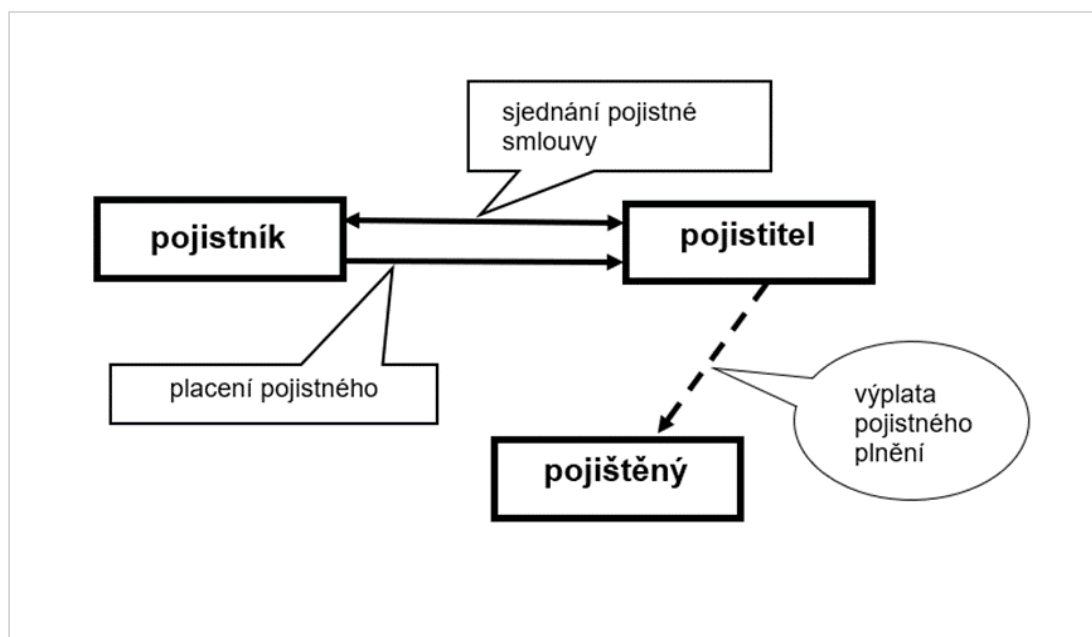 sjednání pojistné
smlouvy
pojistník
pojistitel
placení pojistného
výplata
pojistného
plnění
pojištěný